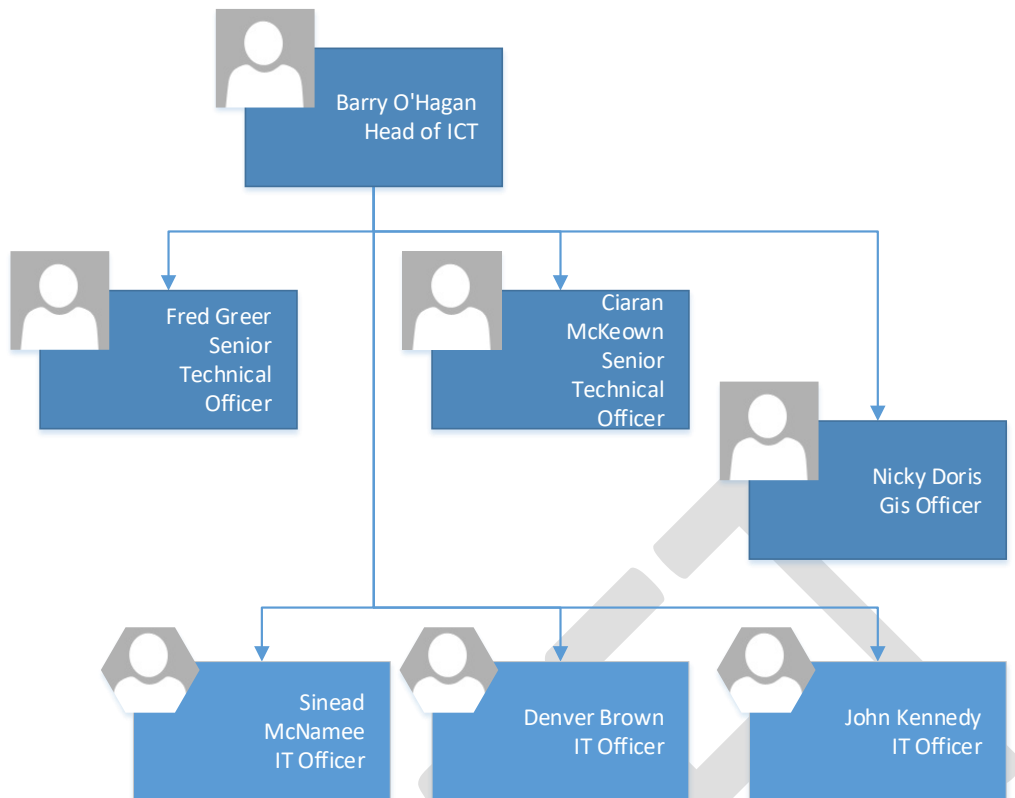 Barry O'Hagan
Head of ICT
Fred Greer
Senior
Technical
Officer
Ciaran
McKeown
Senior
Technical
Officer
Nicky Doris
Gis Officer
Sinead
McNamee
IT Officer
Denver Brown
IT Officer
John Kennedy
IT Officer